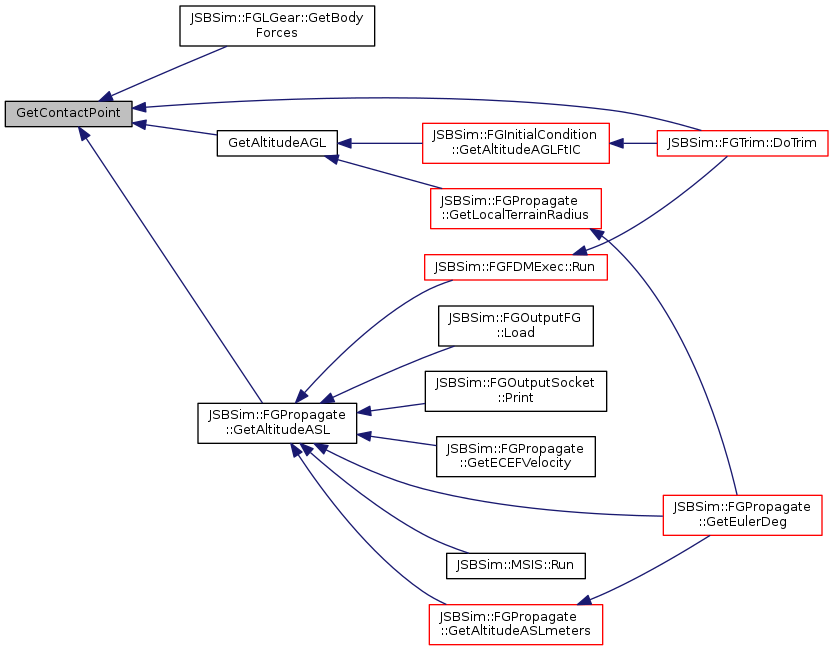 JSBSim::FGLGear::GetBody
Forces
GetContactPoint
GetAltitudeAGL
JSBSim::FGInitialCondition
::GetAltitudeAGLFtIC
JSBSim::FGTrim::DoTrim
JSBSim::FGPropagate
::GetLocalTerrainRadius
JSBSim::FGFDMExec::Run
JSBSim::FGOutputFG
::Load
JSBSim::FGOutputSocket
::Print
JSBSim::FGPropagate
::GetAltitudeASL
JSBSim::FGPropagate
::GetECEFVelocity
JSBSim::FGPropagate
::GetEulerDeg
JSBSim::MSIS::Run
JSBSim::FGPropagate
::GetAltitudeASLmeters